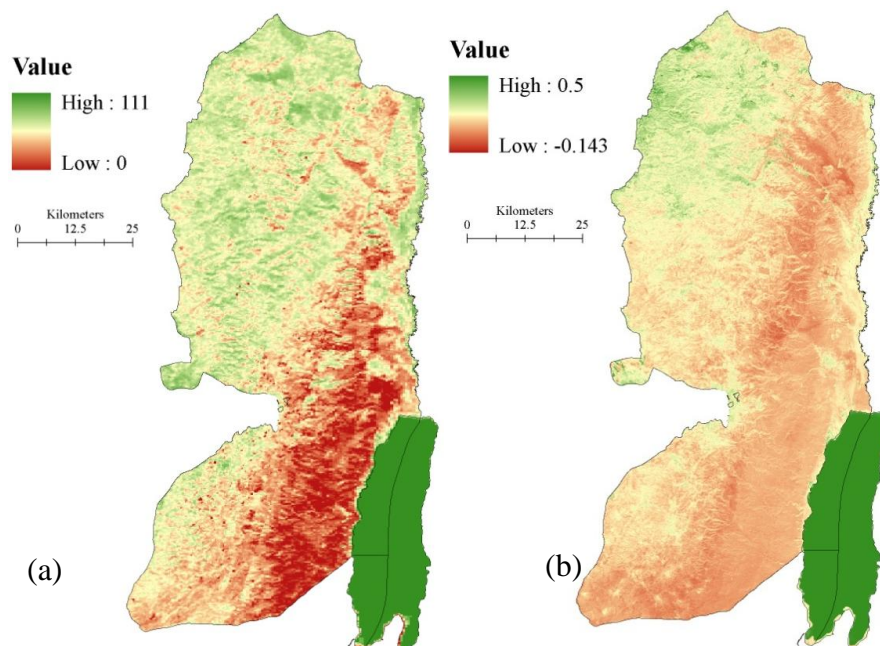 Value
High : 111
Low : 0
Kilometers
0 12.5 25
(a)
Value
High : 0.5
Low : -0.143
Kilometers
0 12.5 25
(b)